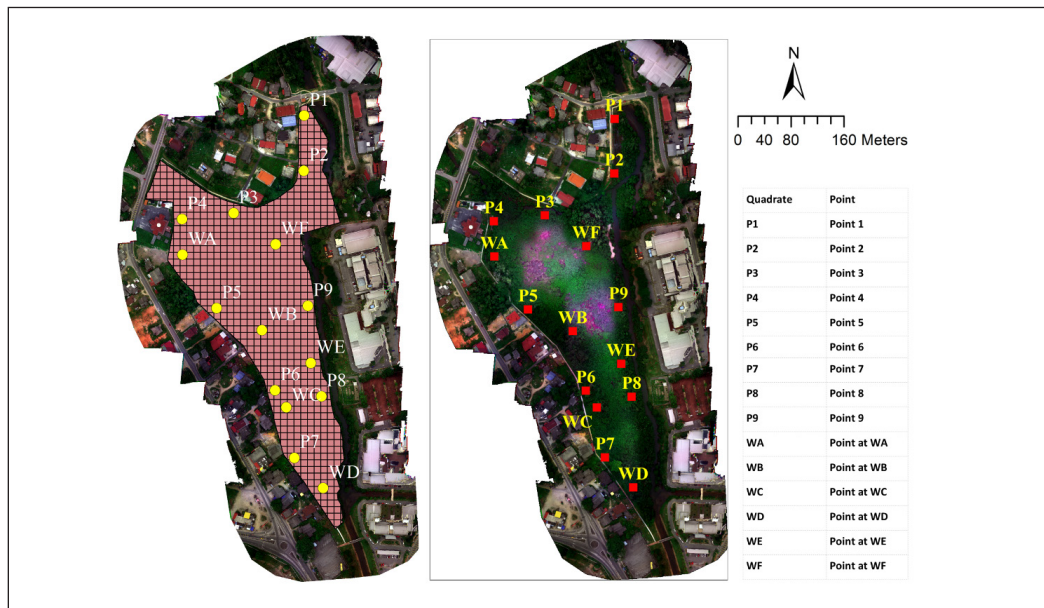 P1
P2
P3
P4
WA
WF
P5
P9
WB
WE
P6
P8
WC
P7
WD
P1
P2
P3
P4
WF
WA
P5
P9
WB
WE
P6
P8
WC
P7
WD
N
0 40 80 160 Meters
Quadrate Point
P1 Point 1
P2 Point 2
P3 Point 3
P4 Point 4
P5 Point 5
P6 Point 6
P7 Point 7
P8 Point 8
P9 Point 9
WA Point at WA
WB Point at WB
WC Point at WC
WD Point at WD
WE Point at WE
WF Point at WF